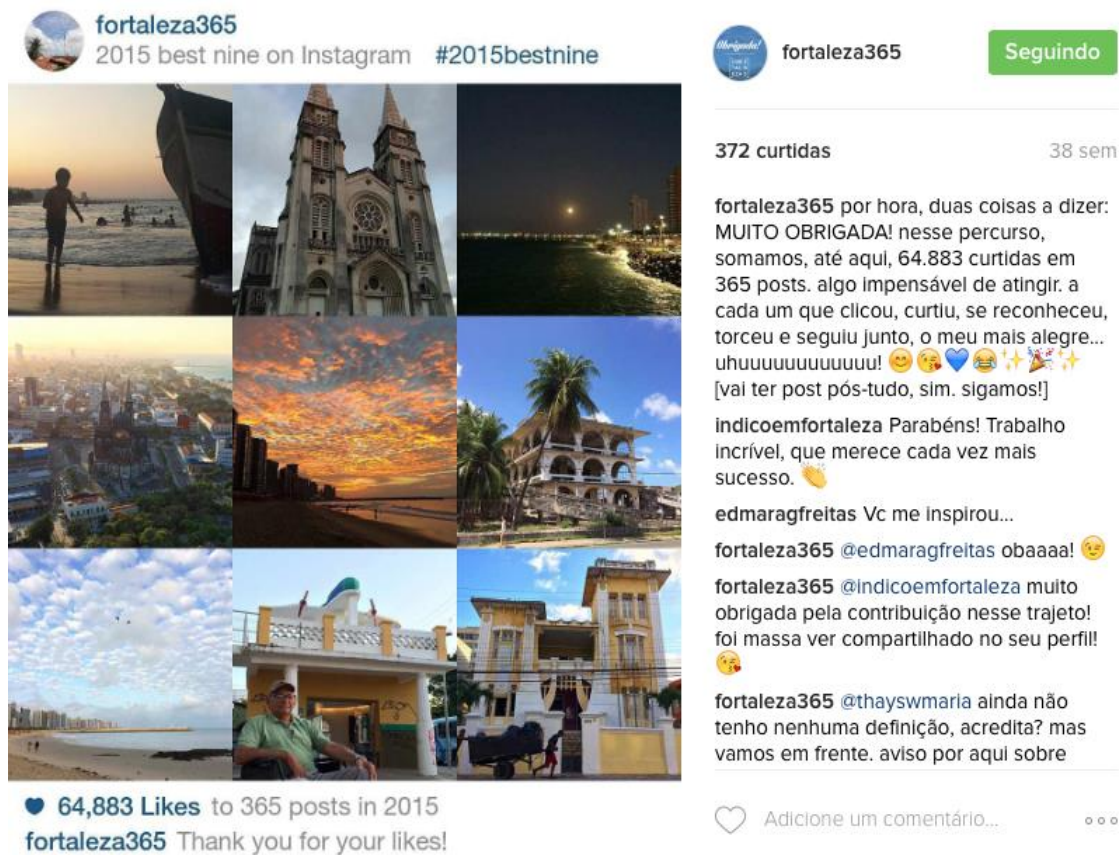 fortaleza365
2015 best nine on Instagram #2015bestnine
64,883 Likes to 365 posts in 2015
fortaleza365 Thank you for your likes!
Obrigada!
fortaleza365
Seguindo
372 curtidas
38 sem
fortaleza365 por hora, duas coisas a dizer:
MUITO OBRIGADA! nesse percurso,
somamos, até aqui, 64.883 curtidas em
365 posts. algo impensável de atingir. a
cada um que clicou, curtiu, se reconheceu,
torceu e seguiu junto, o meu mais alegre...
uhuuuuuuuuuuuu! 😊😘💙😂✨🎉✨
[vai ter post pós-tudo, sim. sigamos!]
indicoemfortaleza Parabéns! Trabalho
incrível, que merece cada vez mais
sucesso. 👏
edmaragfreitas Vc me inspirou...
fortaleza365 @edmaragfreitas obaaaa! 😉
fortaleza365 @indicoemfortaleza muito
obrigada pela contribuição nesse trajeto!
foi massa ver compartilhado no seu perfil!
😘
fortaleza365 @thayswmaria ainda não
tenho nenhuma definição, acredita? mas
vamos em frente. aviso por aqui sobre
Adicione um comentário...